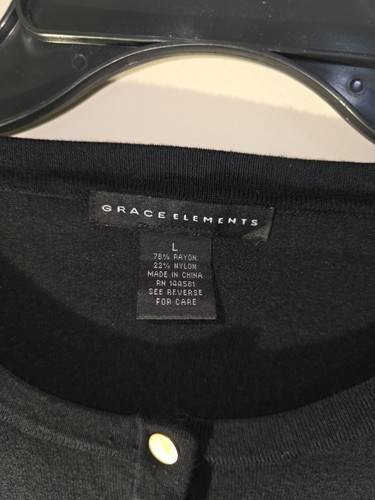 GRACE ELEMENTS
L
78% RAYON
22% NYLON
MADE IN CHINA
RN 144581
SEE REVERSE
FOR CARE